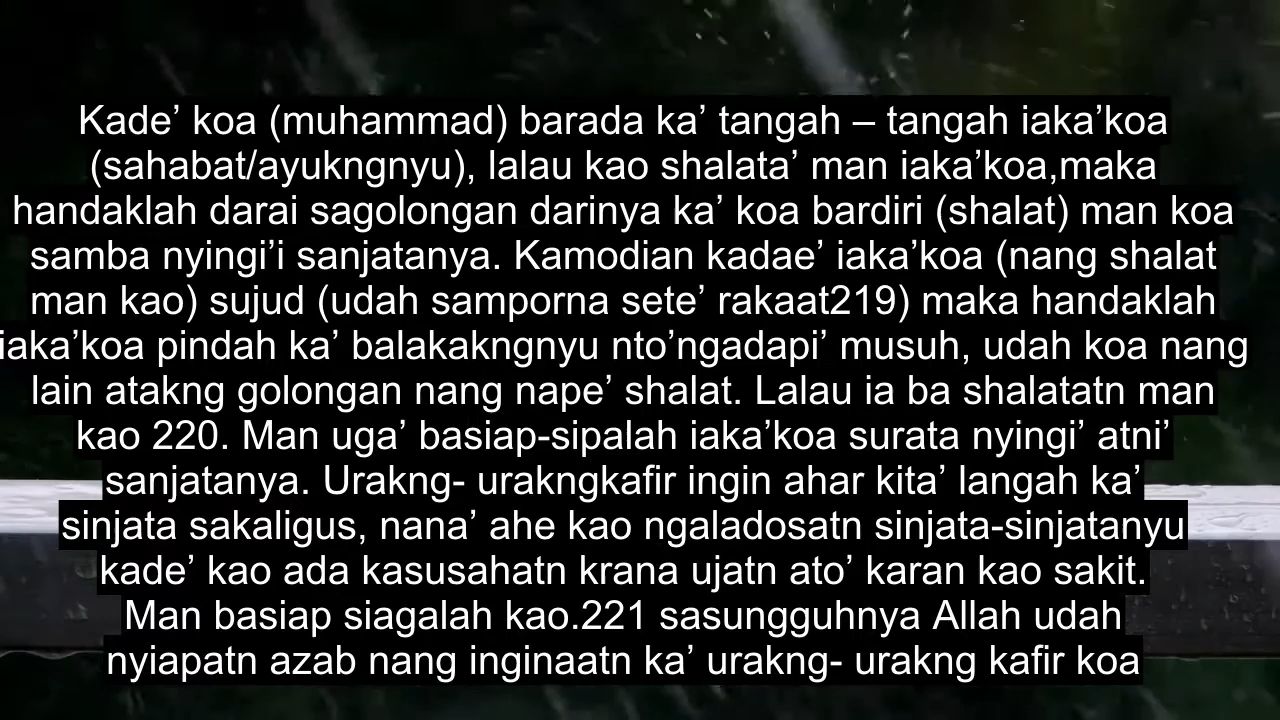 Kade’ koa (muhammad) barada ka’ tangah – tangah iaka’koa
(sahabat/ayukngnyu), lalau kao shalata’ man iaka’koa,maka
handaklah darai sagolongan darinya ka’ koa bardiri (shalat) man koa
samba nyingi’i sanjatanya. Kamodian kadae’ iaka’koa (nang shalat
man kao) sujud (udah samporna sete’ rakaat219) maka handaklah
iaka’koa pindah ka’ balakakngnyu nto’ngadapi’ musuh, udah koa nang
lain atakng golongan nang nape’ shalat. Lalau ia ba shalatatn man
kao 220. Man uga’ basiap-sipalah iaka’koa surata nyingi’ atni’
sanjatanya. Urakng- urakngkafir ingin ahar kita’ langah ka’
sinjata sakaligus, nana’ ahe kao ngaladosatn sinjata-sinjatanyu
kade’ kao ada kasusahatn krana ujatn ato’ karan kao sakit.
Man basiap siagalah kao.221 sasungguhnya Allah udah
nyiapatn azab nang inginaatn ka’ urakng- urakng kafir koa